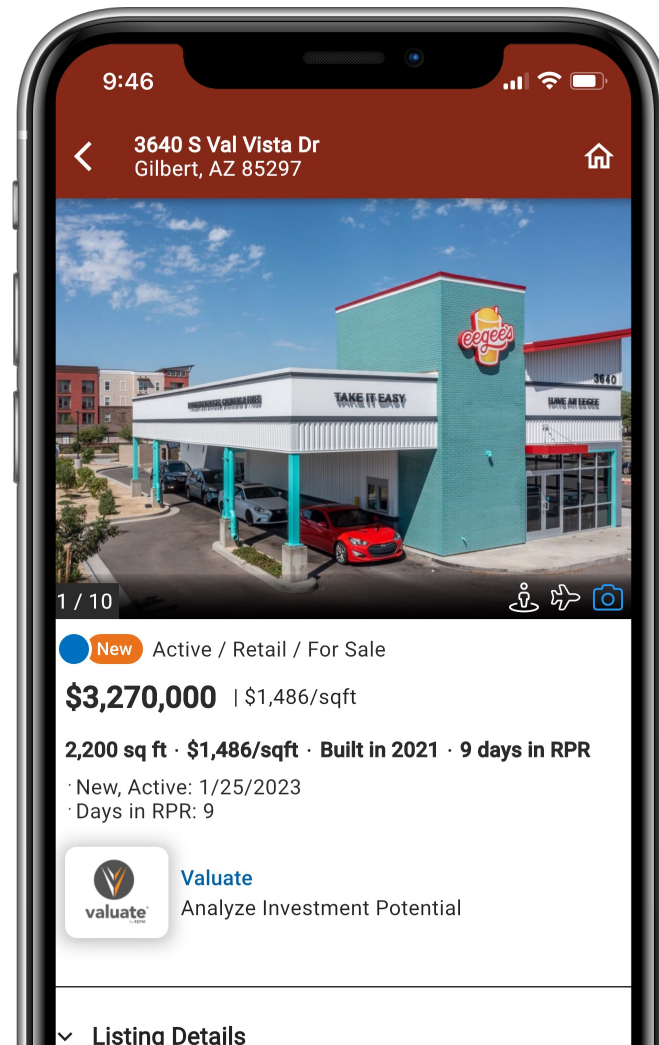 9:46
3640 S Val Vista Dr
Gilbert, AZ 85297
eegee's
3640
TAKE IT EASY
HAVE AN EEGEE
1 / 10
New Active / Retail / For Sale
$3,270,000 | $1,486/sqft
2,200 sq ft · $1,486/sqft · Built in 2021 · 9 days in RPR
· New, Active: 1/25/2023
· Days in RPR: 9
valuate
Valuate
Analyze Investment Potential
Listing Details